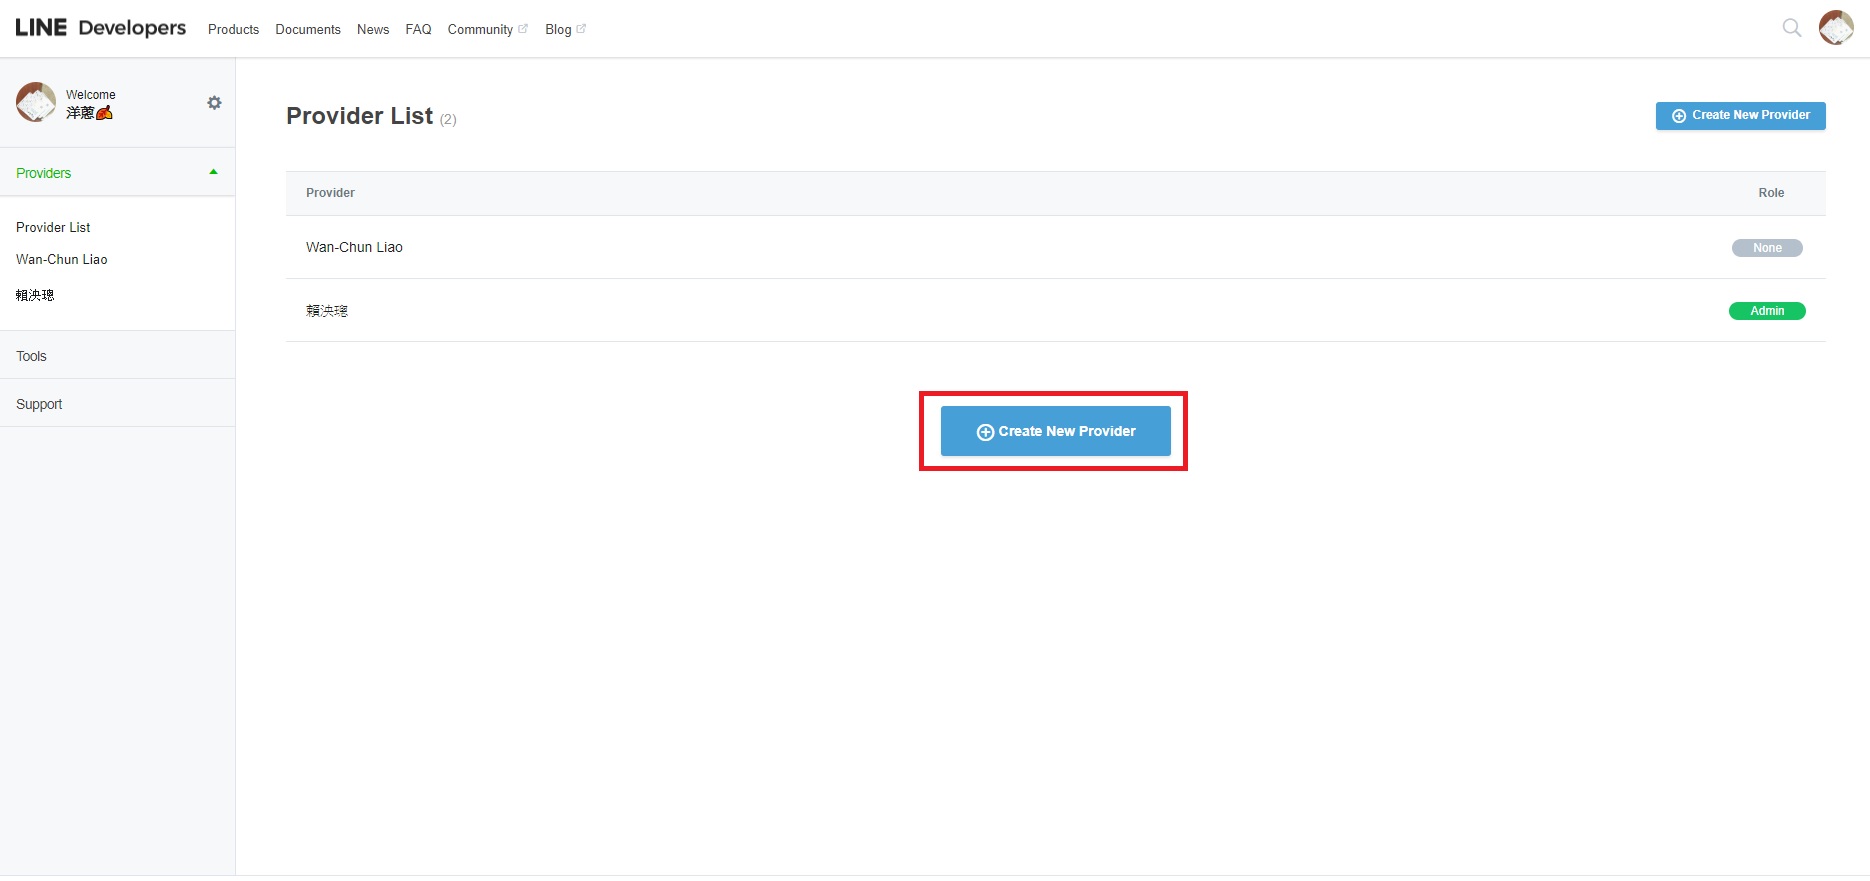 LINE Developers Products Documents News FAQ Community Blog
Welcome
洋蔥🍂
Providers
Provider List
Wan-Chun Liao
賴泱璁
Tools
Support
Provider List (2)
Create New Provider
Provider Role
Wan-Chun Liao None
賴泱璁 Admin
Create New Provider